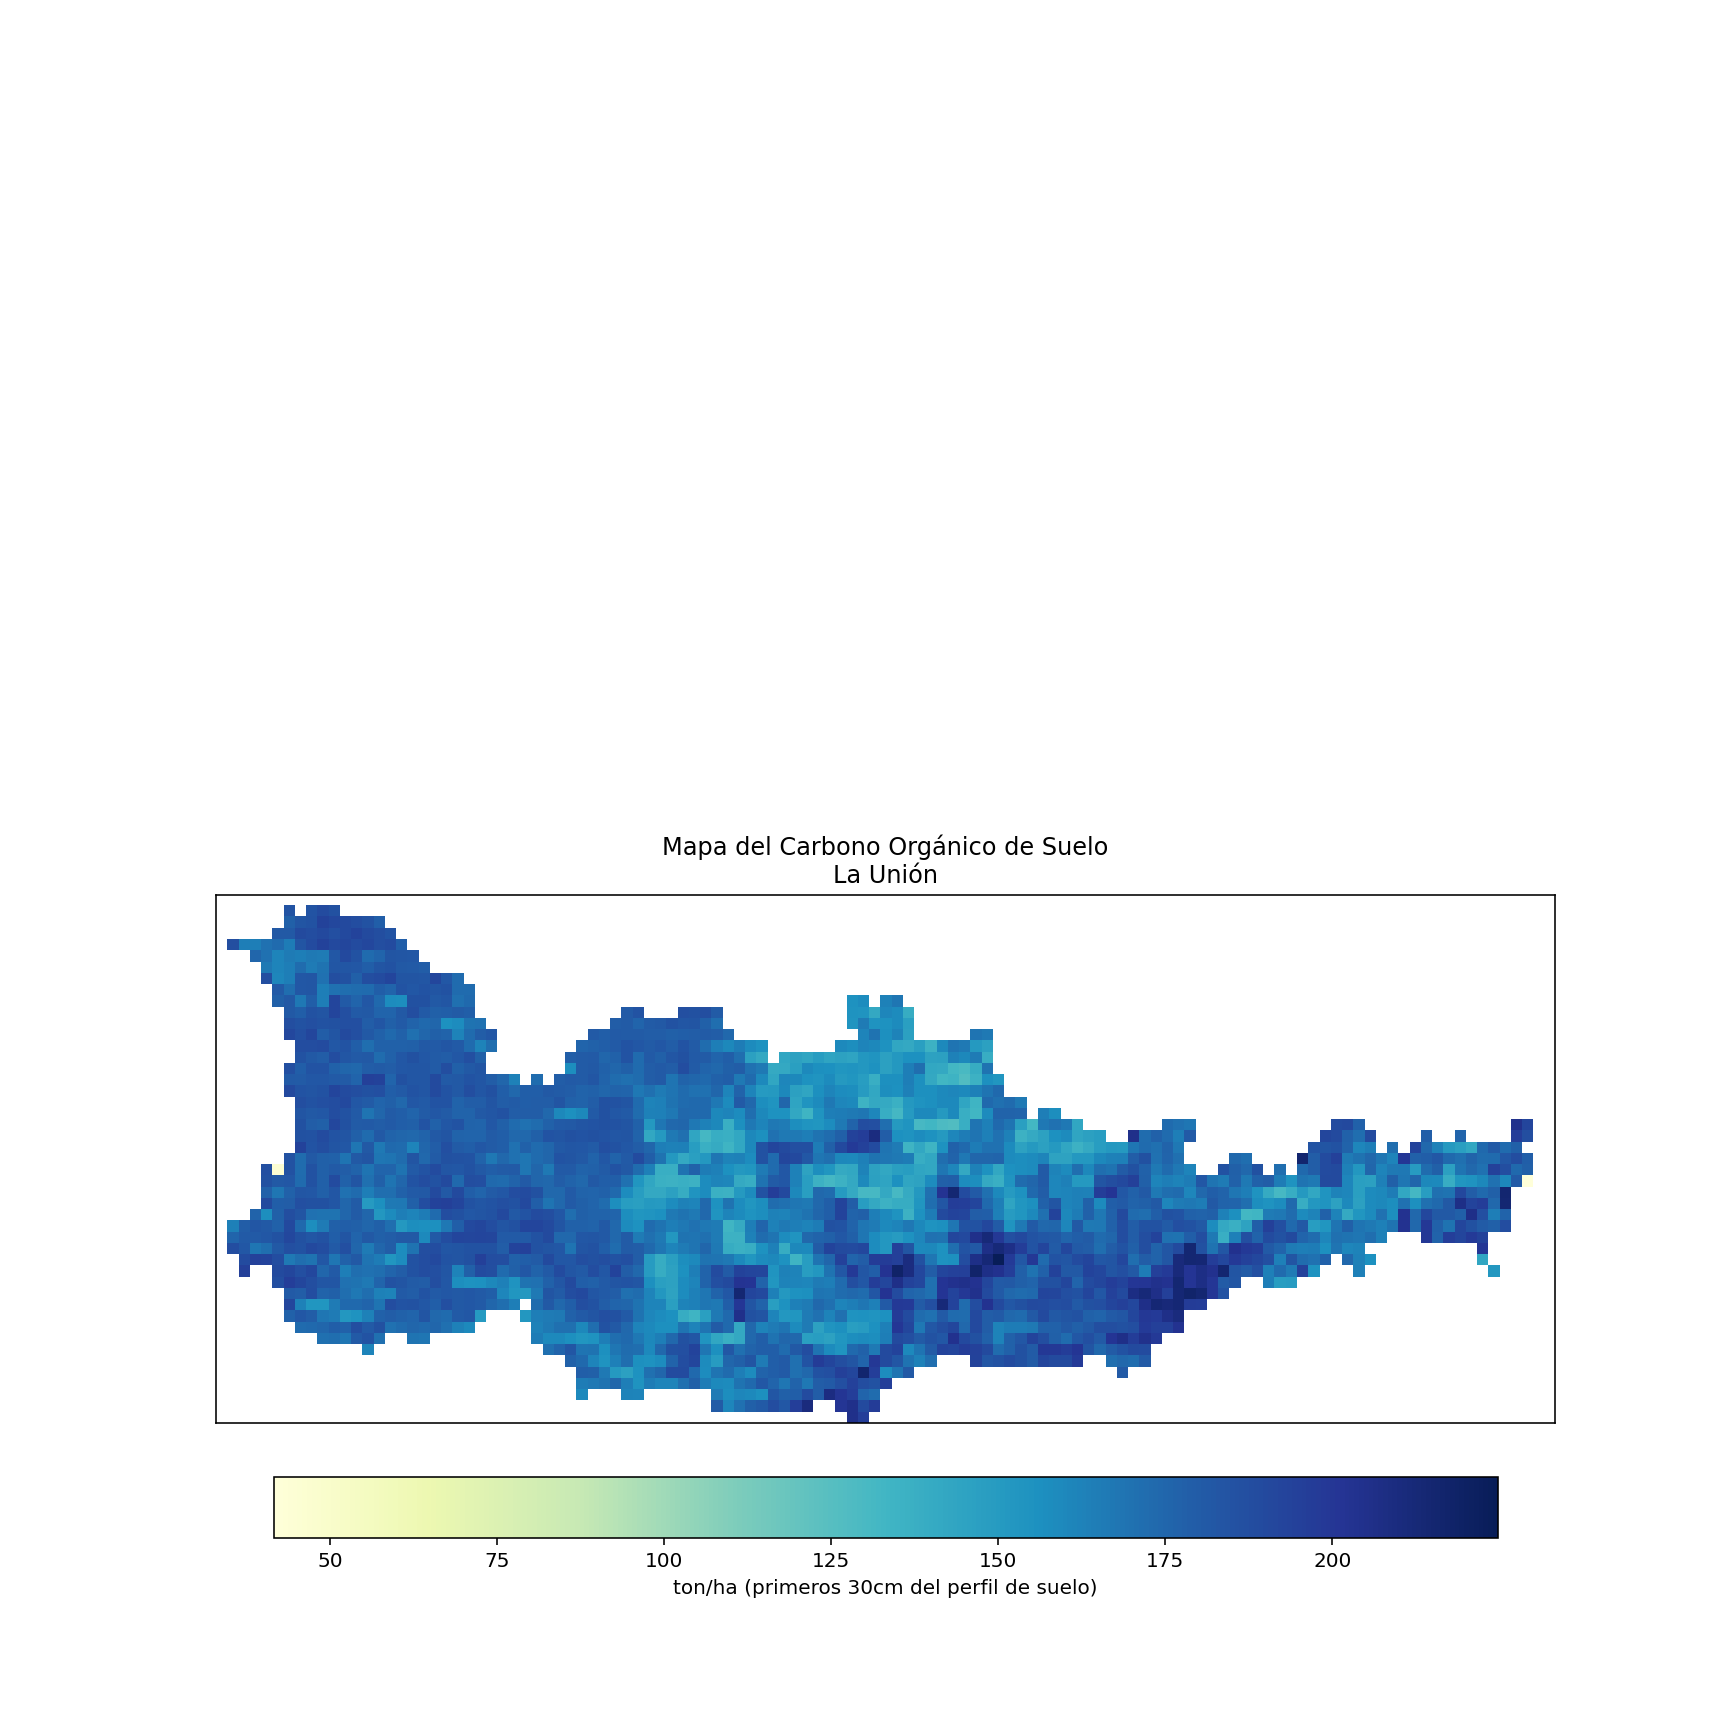 Mapa del Carbono Orgánico de Suelo
La Unión
50 75 100 125 150 175 200
ton/ha (primeros 30cm del perfil de suelo)